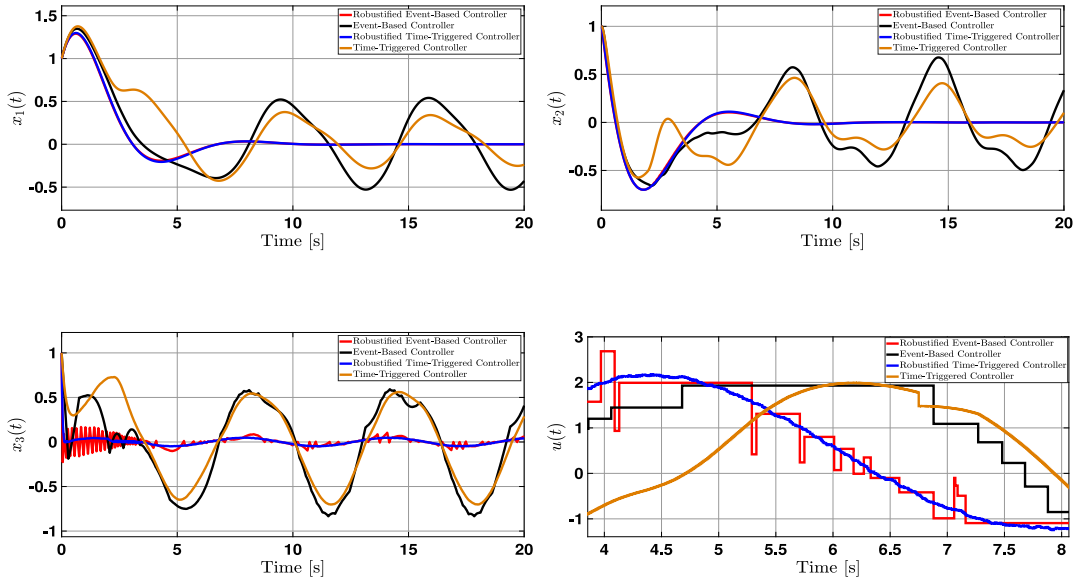 1.5
1
0.5
0
-0.5
x₁(t)
0 5 10 15 20
Time [s]
Robustified Event-Based Controller
Event-Based Controller
Robustified Time-Triggered Controller
Time-Triggered Controller
1
0.5
0
-0.5
x₂(t)
0 5 10 15 20
Time [s]
Robustified Event-Based Controller
Event-Based Controller
Robustified Time-Triggered Controller
Time-Triggered Controller
1
0.5
0
-0.5
-1
x₃(t)
0 5 10 15 20
Time [s]
Robustified Event-Based Controller
Event-Based Controller
Robustified Time-Triggered Controller
Time-Triggered Controller
3
2
1
0
-1
u(t)
4 4.5 5 5.5 6 6.5 7 7.5 8
Time [s]
Robustified Event-Based Controller
Event-Based Controller
Robustified Time-Triggered Controller
Time-Triggered Controller